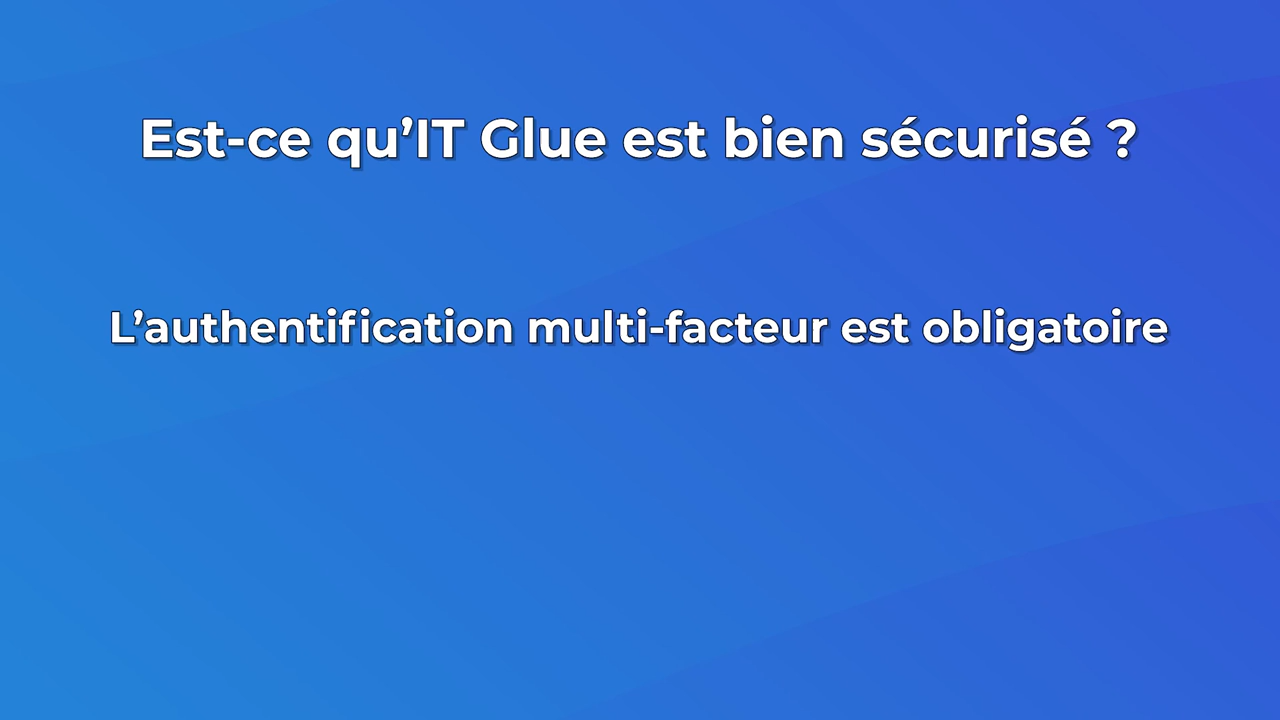 Est-ce qu’IT Glue est bien sécurisé ?
L’authentification multi-facteur est obligatoire